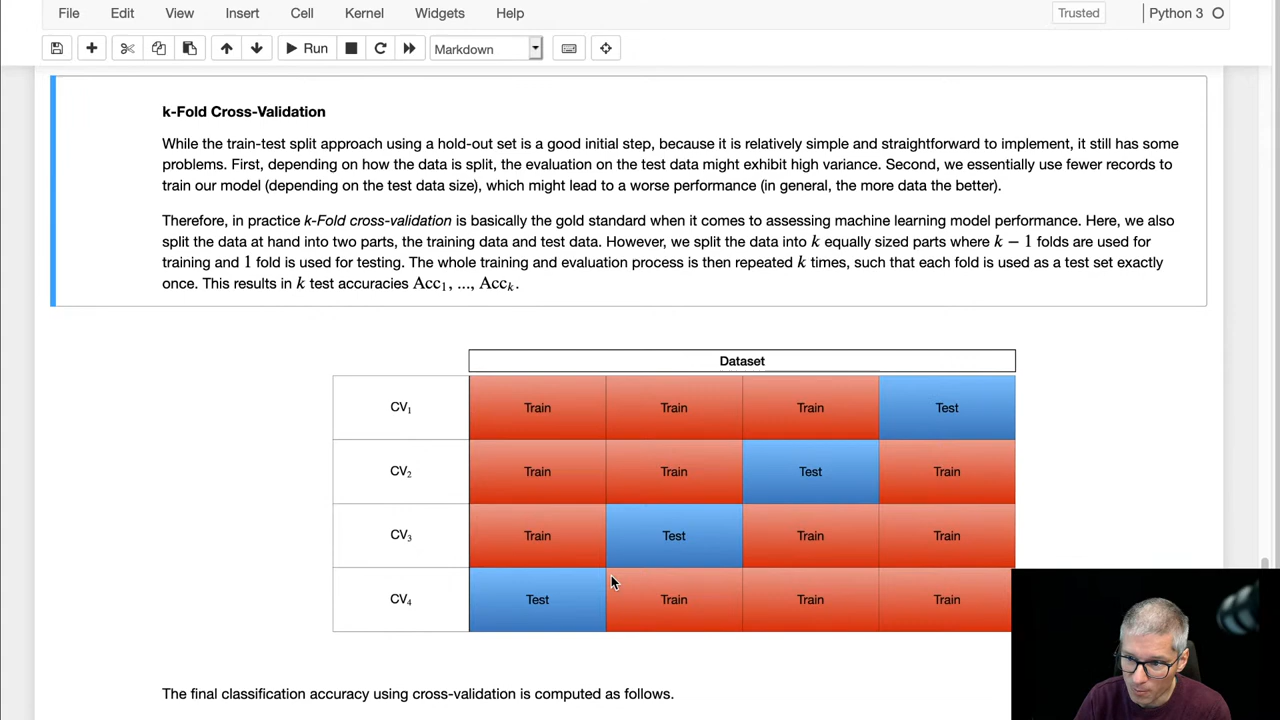 File Edit View Insert Cell Kernel Widgets Help Trusted Python 3
Run Markdown
k-Fold Cross-Validation
While the train-test split approach using a hold-out set is a good initial step, because it is relatively simple and straightforward to implement, it still has some
problems. First, depending on how the data is split, the evaluation on the test data might exhibit high variance. Second, we essentially use fewer records to
train our model (depending on the test data size), which might lead to a worse performance (in general, the more data the better).
Therefore, in practice k-Fold cross-validation is basically the gold standard when it comes to assessing machine learning model performance. Here, we also
split the data at hand into two parts, the training data and test data. However, we split the data into k equally sized parts where k − 1 folds are used for
training and 1 fold is used for testing. The whole training and evaluation process is then repeated k times, such that each fold is used as a test set exactly
once. This results in k test accuracies Acc₁, ..., Accₖ.
Dataset
CV₁ Train Train Train Test
CV₂ Train Train Test Train
CV₃ Train Test Train Train
CV₄ Test Train Train Train
The final classification accuracy using cross-validation is computed as follows.